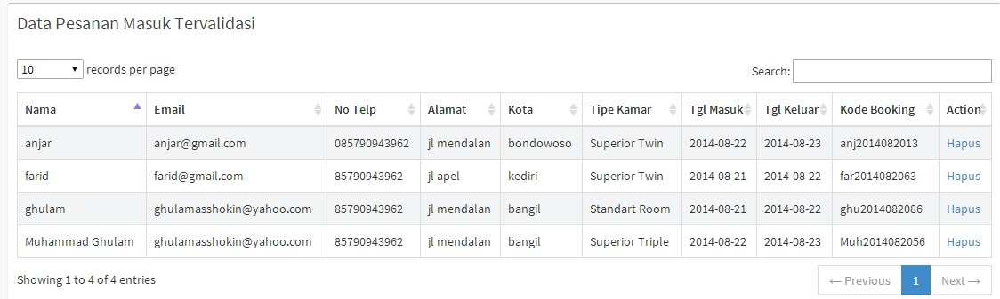 Data Pesanan Masuk Tervalidasi
10 records per page Search:
Nama Email No Telp Alamat Kota Tipe Kamar Tgl Masuk Tgl Keluar Kode Booking Action
anjar anjar@gmail.com 085790943962 jl mendalan bondowoso Superior Twin 2014-08-22 2014-08-23 anj2014082013 Hapus
farid farid@gmail.com 85790943962 jl apel kediri Superior Twin 2014-08-21 2014-08-22 far2014082063 Hapus
ghulam ghulamasshokin@yahoo.com 85790943962 jl mendalan bangil Standart Room 2014-08-21 2014-08-22 ghu2014082086 Hapus
Muhammad Ghulam ghulamasshokin@yahoo.com 85790943962 jl mendalan bangil Superior Triple 2014-08-22 2014-08-23 Muh2014082056 Hapus
Showing 1 to 4 of 4 entries ← Previous 1 Next →